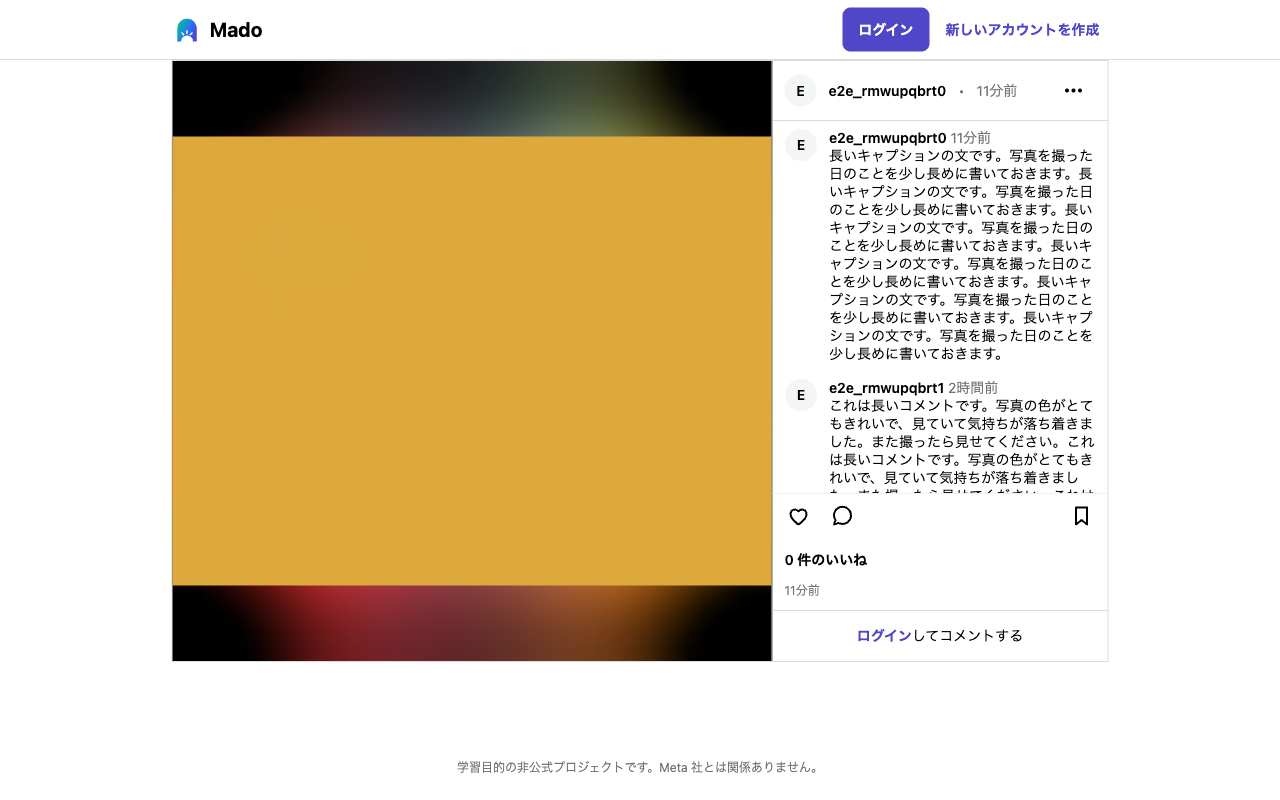 Mado
ログイン
新しいアカウントを作成
E
e2e_rmwupqbrt0 • 11分前
E
e2e_rmwupqbrt0 11分前
長いキャプションの文です。写真を撮った
日のことを少し長めに書いておきます。長
いキャプションの文です。写真を撮った日
のことを少し長めに書いておきます。長い
キャプションの文です。写真を撮った日の
ことを少し長めに書いておきます。長いキ
ャプションの文です。写真を撮った日のこ
とを少し長めに書いておきます。長いキャ
プションの文です。写真を撮った日のこと
を少し長めに書いておきます。長いキャプ
ションの文です。写真を撮った日のことを
少し長めに書いておきます。
E
e2e_rmwupqbrt1 2時間前
これは長いコメントです。写真の色がとて
もきれいで、見ていて気持ちが落ち着きま
した。また撮ったら見せてください。これ
は長いコメントです。写真の色がとてもき
れいで、見ていて気持ちが落ち着きまし
0 件のいいね
11分前
ログインしてコメントする
学習目的の非公式プロジェクトです。Meta 社とは関係ありません。